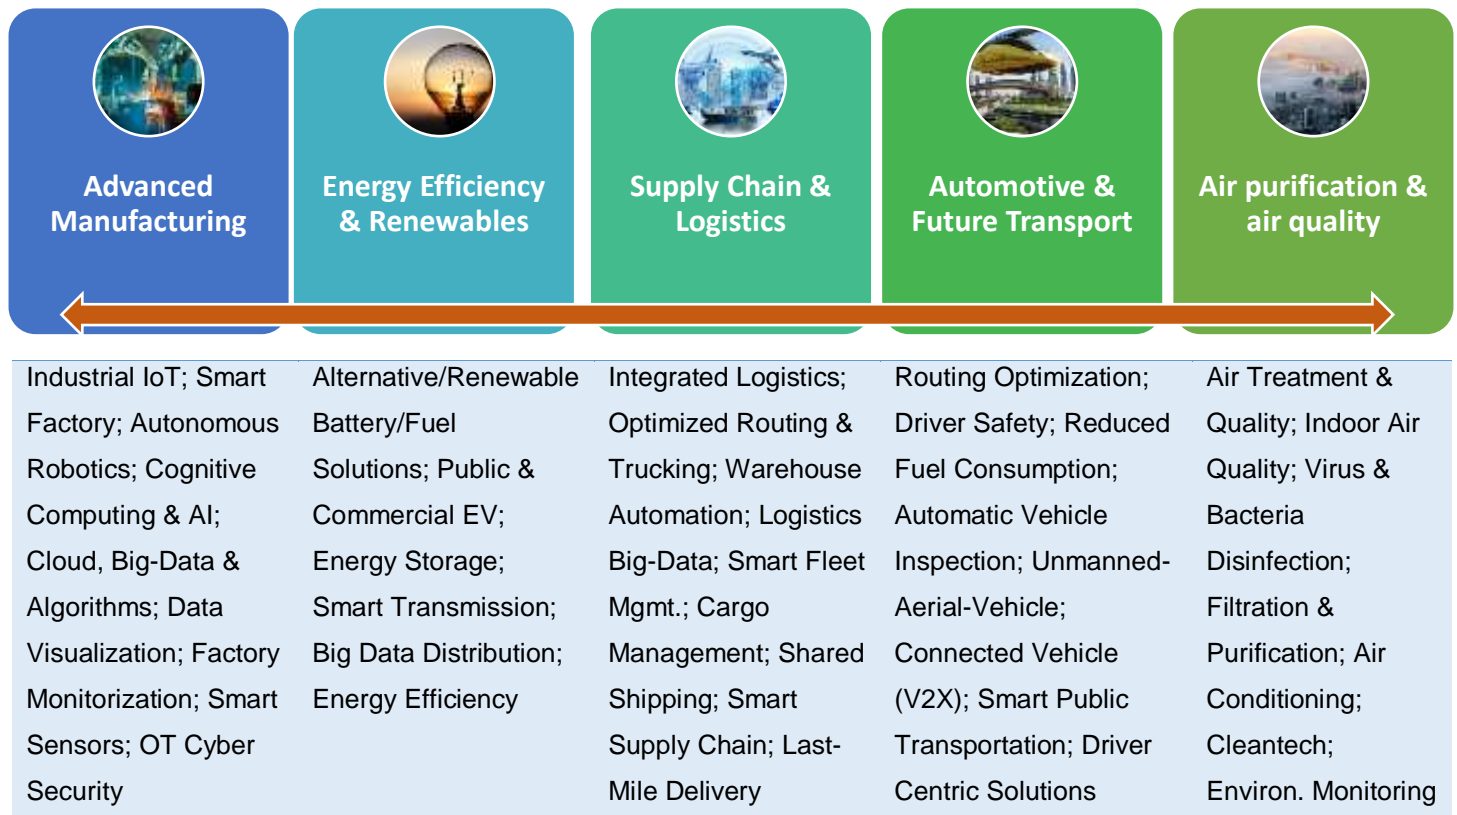 Advanced
Manufacturing
Energy Efficiency
& Renewables
Supply Chain &
Logistics
Automotive &
Future Transport
Air purification &
air quality
Industrial IoT; Smart
Factory; Autonomous
Robotics; Cognitive
Computing & AI;
Cloud, Big-Data &
Algorithms; Data
Visualization; Factory
Monitorization; Smart
Sensors; OT Cyber
Security
Alternative/Renewable
Battery/Fuel
Solutions; Public &
Commercial EV;
Energy Storage;
Smart Transmission;
Big Data Distribution;
Energy Efficiency
Integrated Logistics;
Optimized Routing &
Trucking; Warehouse
Automation; Logistics
Big-Data; Smart Fleet
Mgmt.; Cargo
Management; Shared
Shipping; Smart
Supply Chain; Last-
Mile Delivery
Routing Optimization;
Driver Safety; Reduced
Fuel Consumption;
Automatic Vehicle
Inspection; Unmanned-
Aerial-Vehicle;
Connected Vehicle
(V2X); Smart Public
Transportation; Driver
Centric Solutions
Air Treatment &
Quality; Indoor Air
Quality; Virus &
Bacteria
Disinfection;
Filtration &
Purification; Air
Conditioning;
Cleantech;
Environ. Monitoring